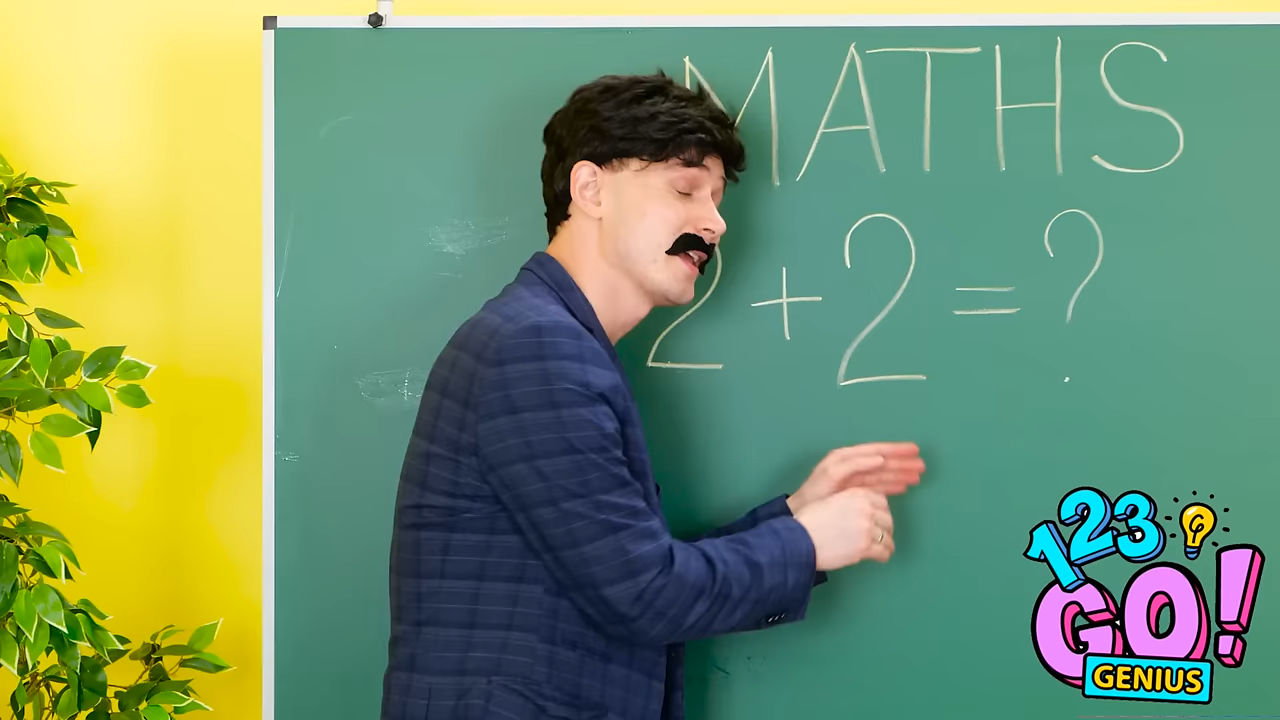 MATHS
2 + 2 = ?
123
GO!
GENIUS